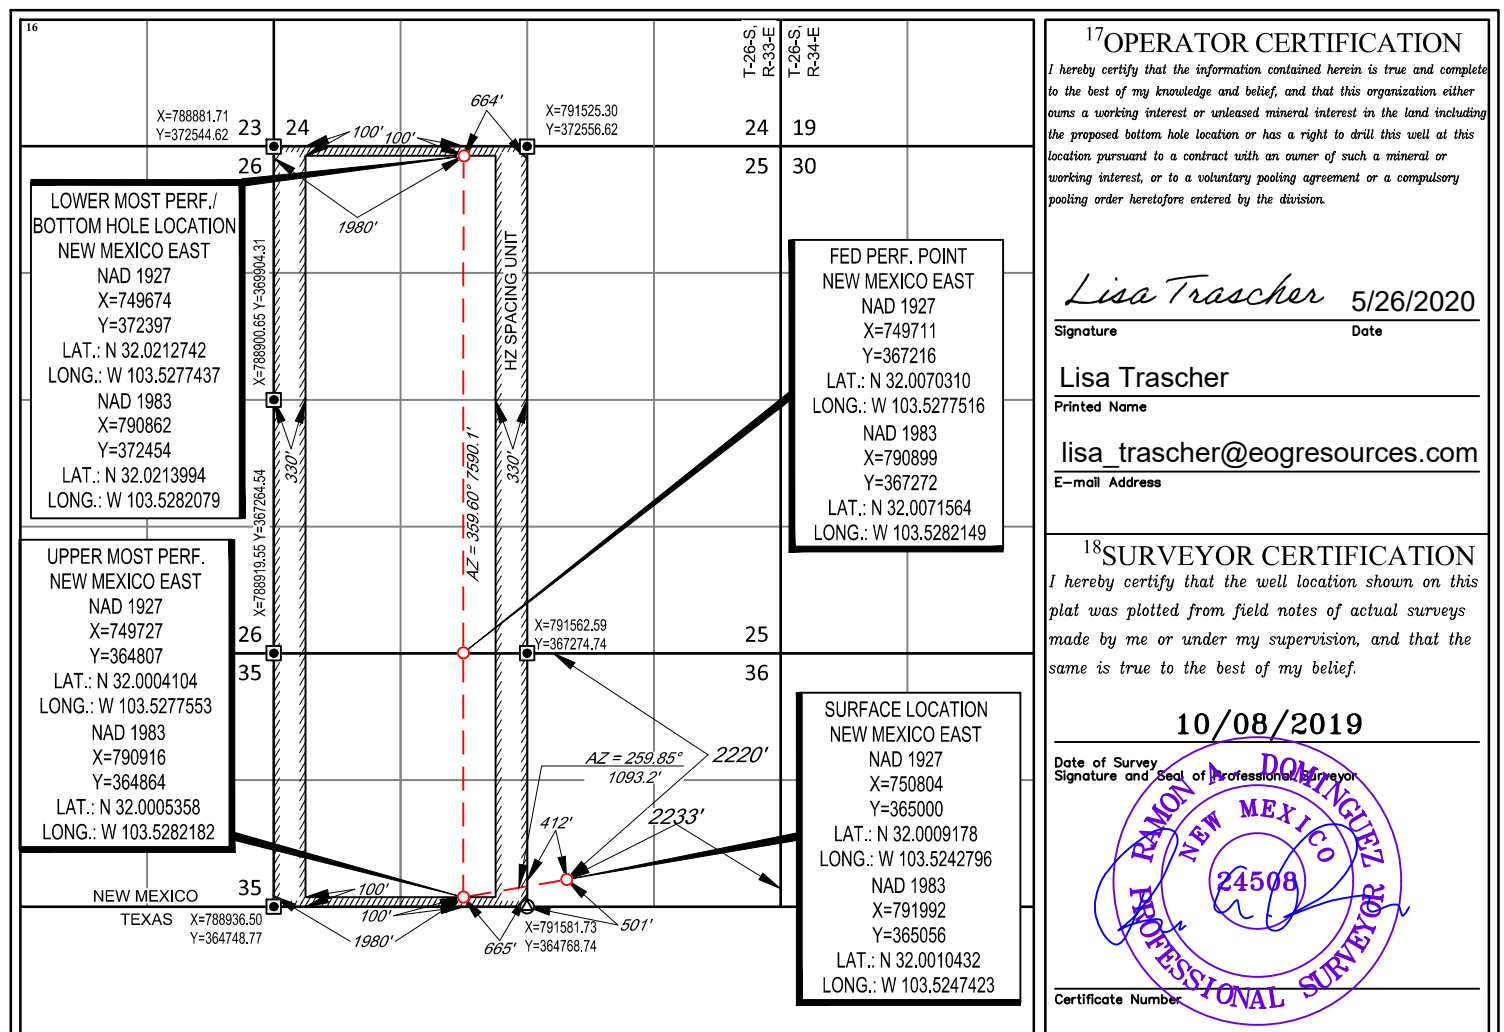 16
T-26-S,
R-33-E
T-26-S,
R-34-E
X=788881.71
Y=372544.62
23
24
100'
100'
664'
X=791525.30
Y=372556.62
24
19
26
25
30
1980'
LOWER MOST PERF./
BOTTOM HOLE LOCATION
NEW MEXICO EAST
NAD 1927
X=749674
Y=372397
LAT.: N 32.0212742
LONG.: W 103.5277437
NAD 1983
X=790862
Y=372454
LAT.: N 32.0213994
LONG.: W 103.5282079
X=788900.65 Y=369904.31
HZ SPACING UNIT
330'
330'
AZ = 359.60° 7590.1'
X=788919.55 Y=367264.54
FED PERF. POINT
NEW MEXICO EAST
NAD 1927
X=749711
Y=367216
LAT.: N 32.0070310
LONG.: W 103.5277516
NAD 1983
X=790899
Y=367272
LAT.: N 32.0071564
LONG.: W 103.5282149
UPPER MOST PERF.
NEW MEXICO EAST
NAD 1927
X=749727
Y=364807
LAT.: N 32.0004104
LONG.: W 103.5277553
NAD 1983
X=790916
Y=364864
LAT.: N 32.0005358
LONG.: W 103.5282182
26
35
X=791562.59
Y=367274.74
25
36
SURFACE LOCATION
NEW MEXICO EAST
NAD 1927
X=750804
Y=365000
LAT.: N 32.0009178
LONG.: W 103.5242796
NAD 1983
X=791992
Y=365056
LAT.: N 32.0010432
LONG.: W 103.5247423
AZ = 259.85°
1093.2'
2220'
2233'
412'
NEW MEXICO
35
TEXAS
X=788936.50
Y=364748.77
100'
100'
1980'
665'
X=791581.73
Y=364768.74
501'
17OPERATOR CERTIFICATION
I hereby certify that the information contained herein is true and complete
to the best of my knowledge and belief, and that this organization either
owns a working interest or unleased mineral interest in the land including
the proposed bottom hole location or has a right to drill this well at this
location pursuant to a contract with an owner of such a mineral or
working interest, or to a voluntary pooling agreement or a compulsory
pooling order heretofore entered by the division.
Lisa Trascher 5/26/2020
Signature Date
Lisa Trascher
Printed Name
lisa_trascher@eogresources.com
E-mail Address
18SURVEYOR CERTIFICATION
I hereby certify that the well location shown on this
plat was plotted from field notes of actual surveys
made by me or under my supervision, and that the
same is true to the best of my belief.
10/08/2019
Date of Survey
Signature and Seal of Professional Surveyor
RAMON A. DOMINGUEZ
NEW MEXICO
24508
PROFESSIONAL SURVEYOR
Certificate Number